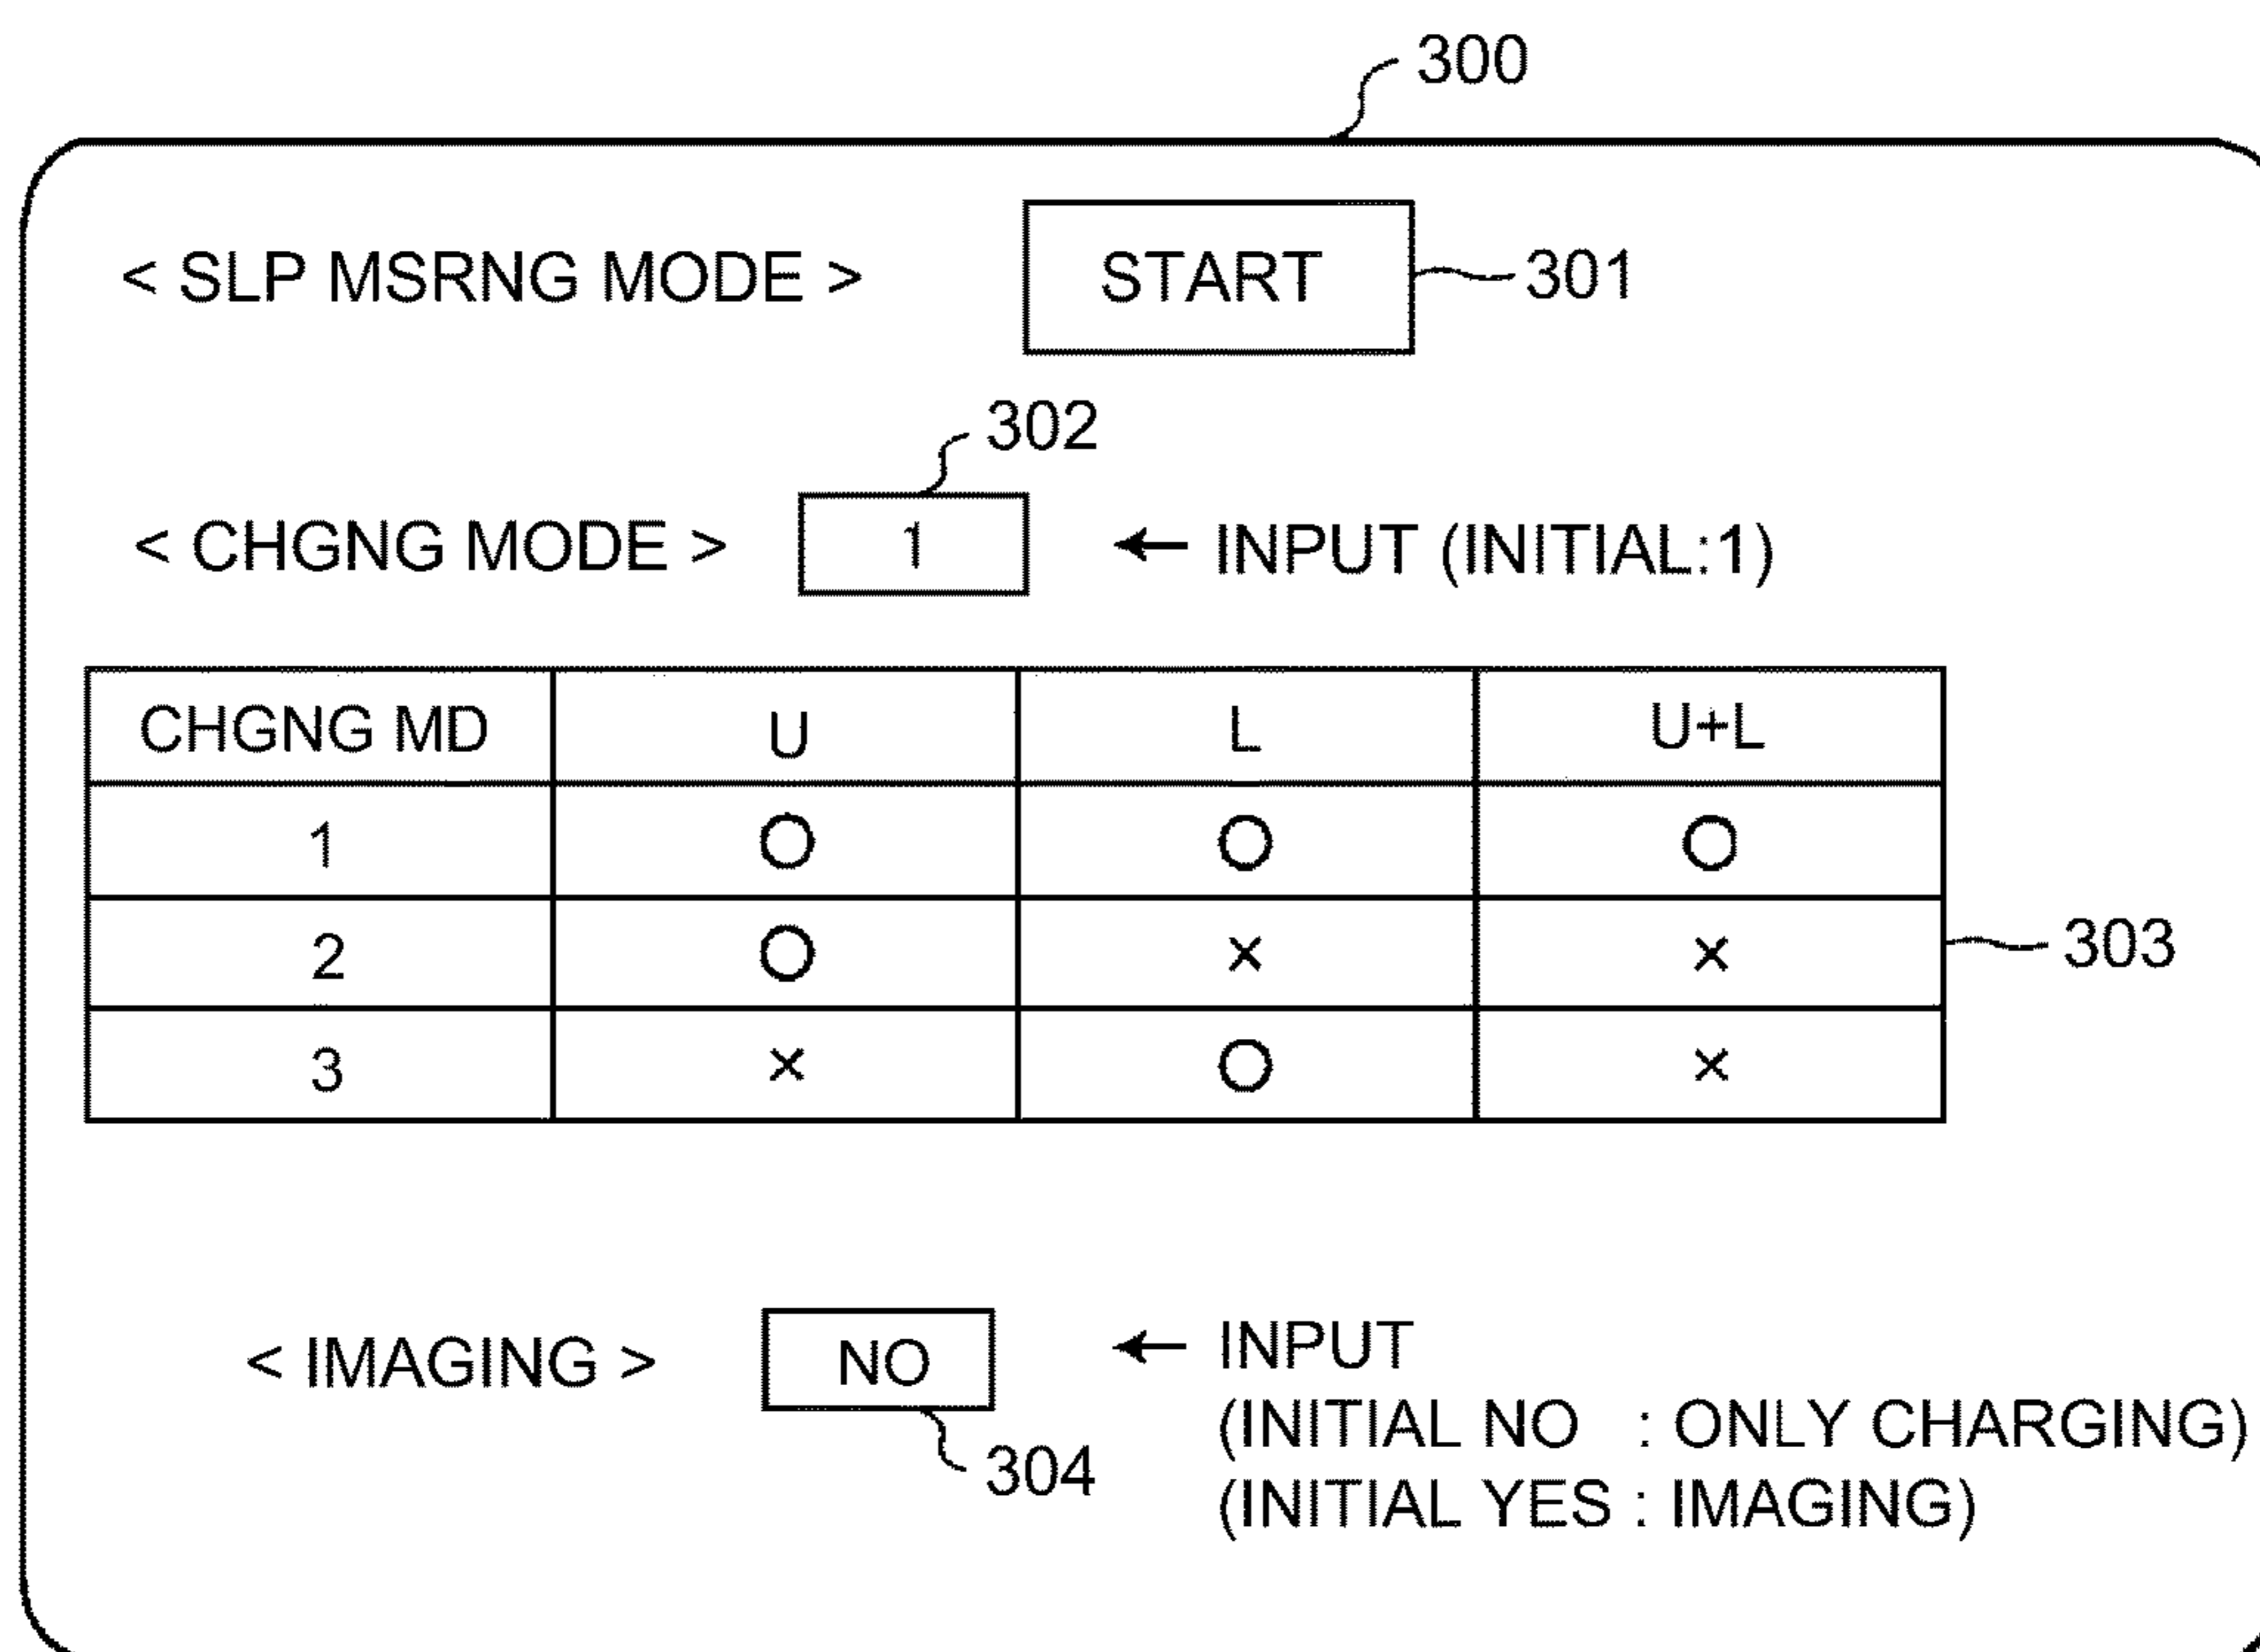 300
< SLP MSRNG MODE > START 301
302
< CHGNG MODE > 1 ← INPUT (INITIAL:1)
CHGNG MD U L U+L
1 ○ ○ ○
2 ○ × × 303
3 × ○ ×
< IMAGING > NO ← INPUT
(INITIAL NO : ONLY CHARGING)
304
(INITIAL YES : IMAGING)